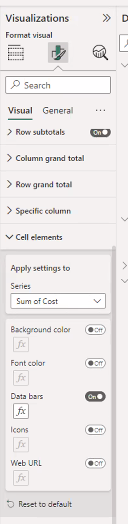 Visualizations
D
Format visual
Search
Visual General ...
Row subtotals On
Column grand total
Row grand total
Specific column
Cell elements
Apply settings to
Series
Sum of Cost
Background color Off
fx
Font color Off
fx
Data bars On
fx
Icons Off
fx
Web URL Off
fx
Reset to default